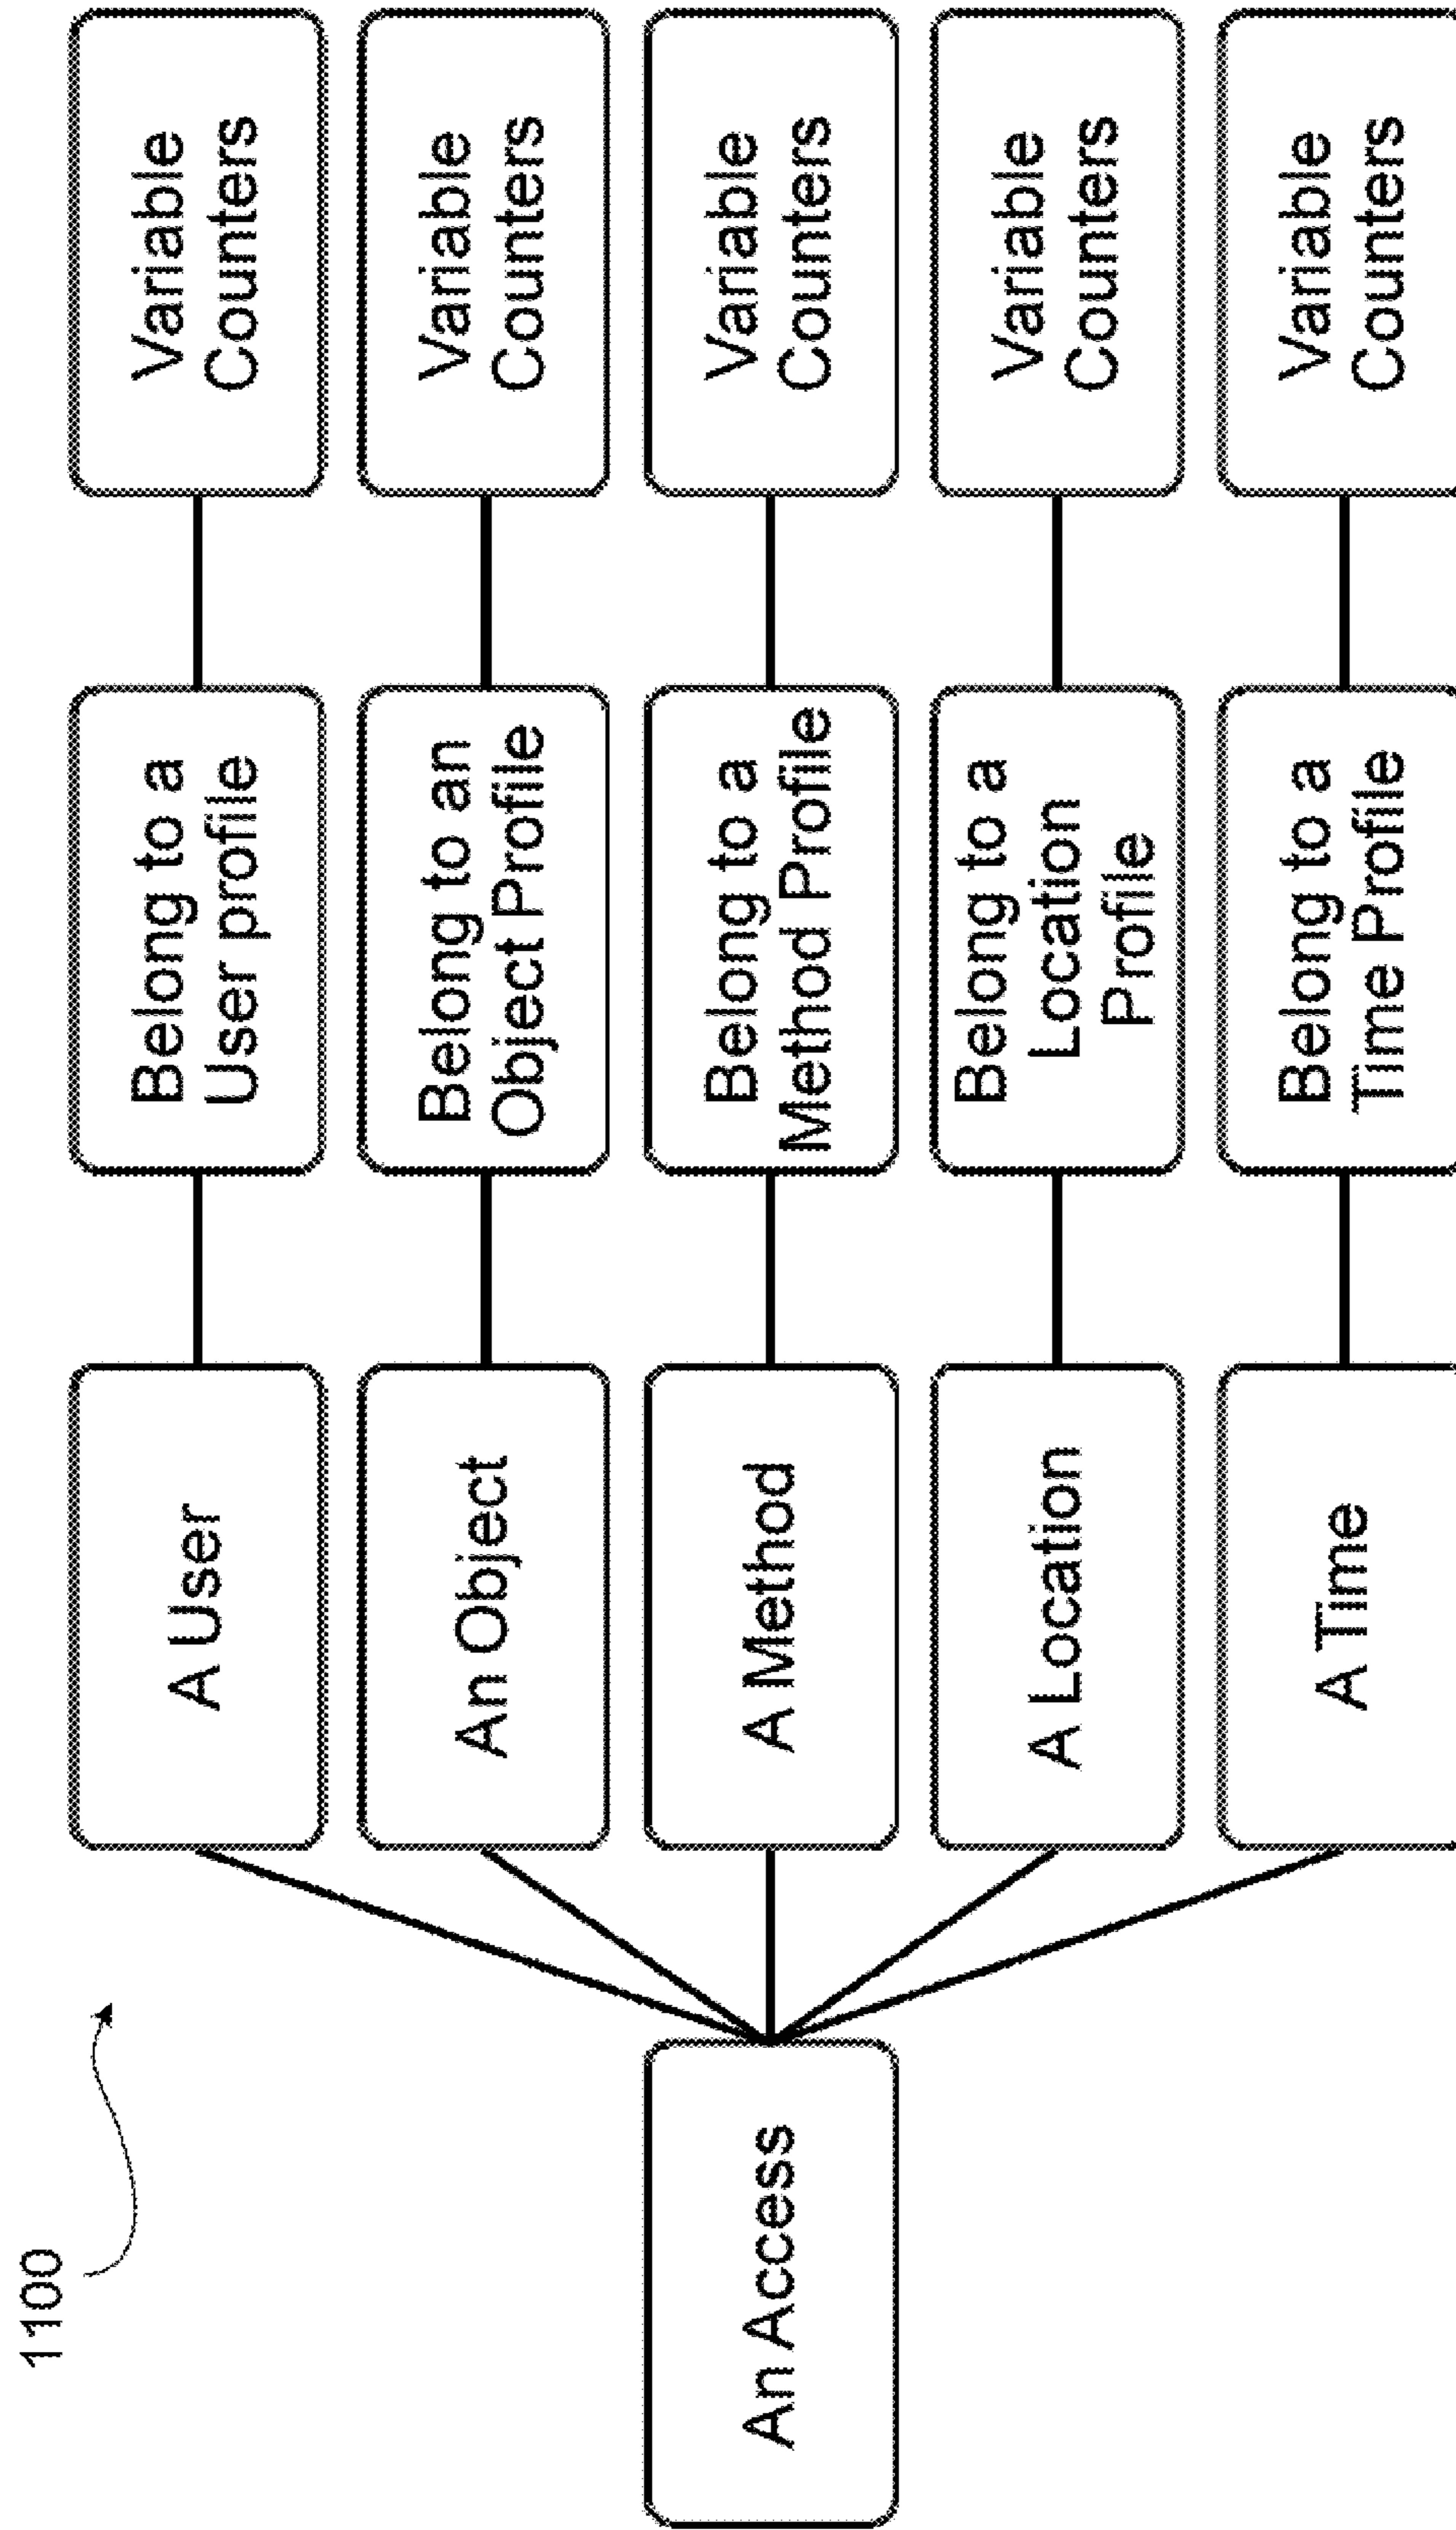 1100
An Access
A User
Belong to a
User profile
Variable
Counters
An Object
Belong to an
Object Profile
Variable
Counters
A Method
Belong to a
Method Profile
Variable
Counters
A Location
Belong to a
Location
Profile
Variable
Counters
A Time
Belong to a
Time Profile
Variable
Counters